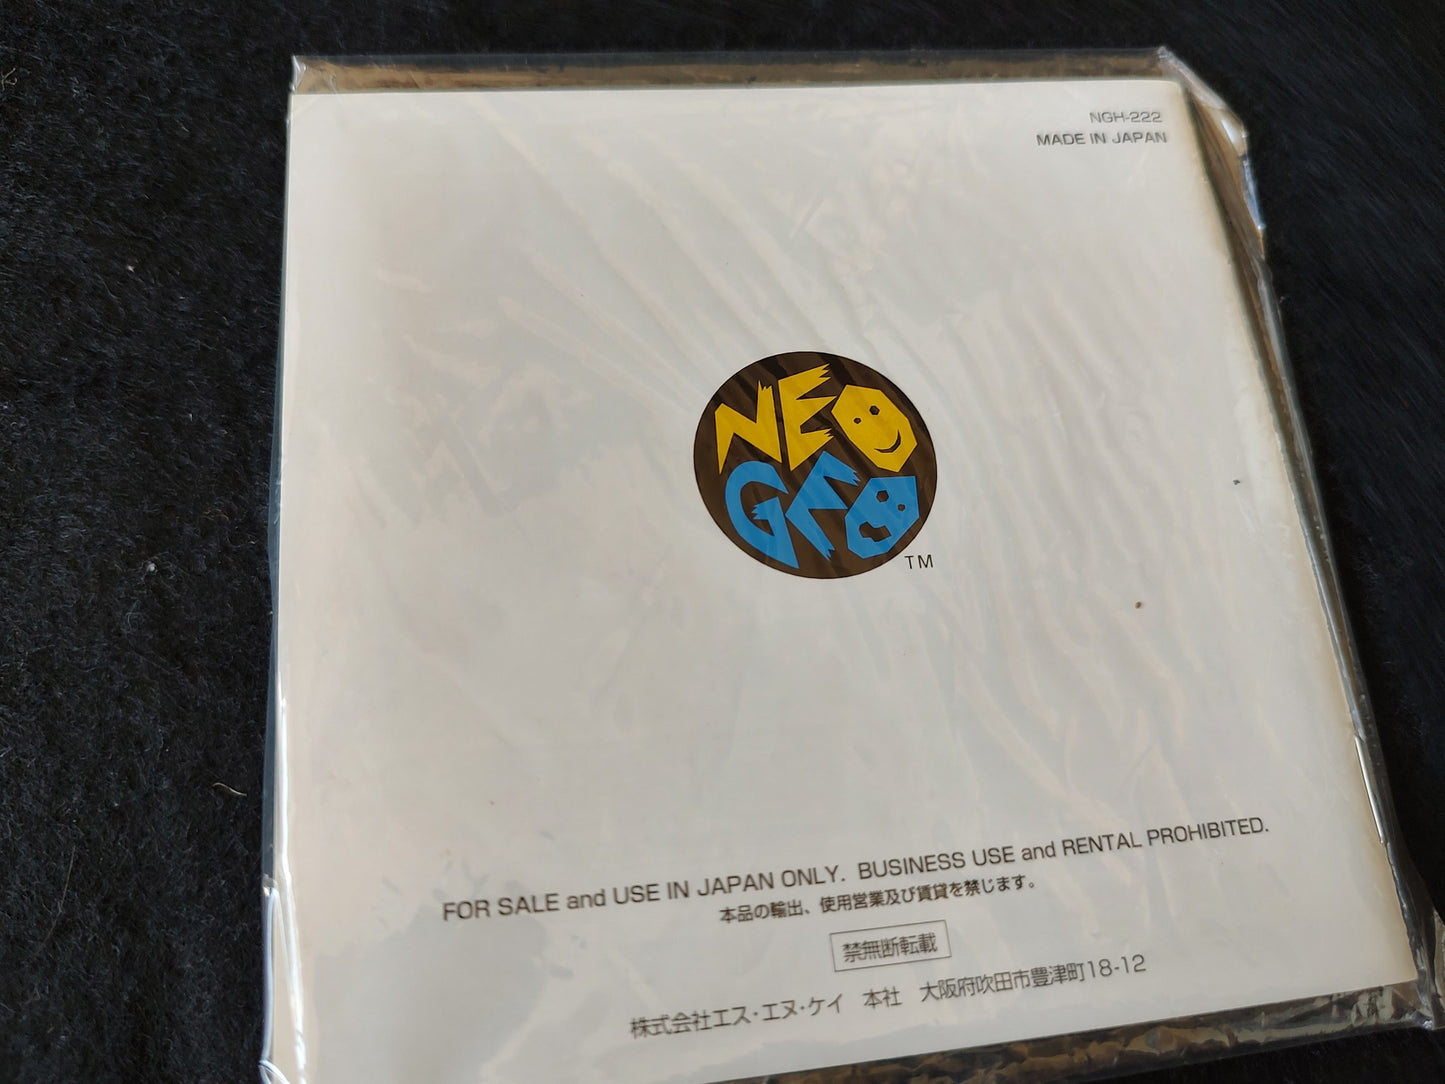 NGH-222
MADE IN JAPAN
NEO
GEO
TM
FOR SALE and USE IN JAPAN ONLY. BUSINESS USE and RENTAL PROHIBITED.
本品の輸出、使用営業及び賃貸を禁じます。
禁無断転載
株式会社エス・エヌ・ケイ 本社 大阪府吹田市豊津町18-12